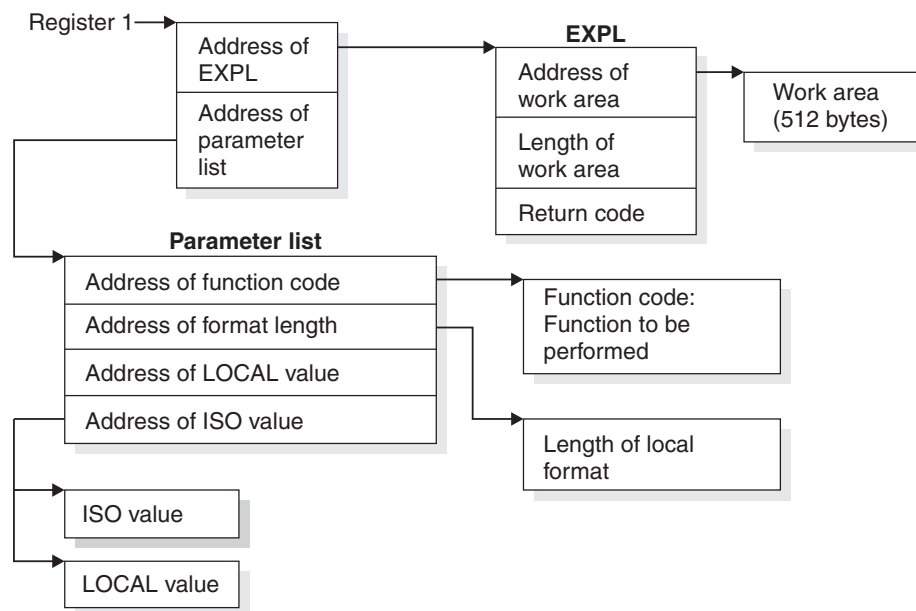 Register 1
Address of
EXPL
Address of
parameter
list
EXPL
Address of
work area
Length of
work area
Return code
Work area
(512 bytes)
Parameter list
Address of function code
Address of format length
Address of LOCAL value
Address of ISO value
Function code:
Function to be
performed
Length of local
format
ISO value
LOCAL value